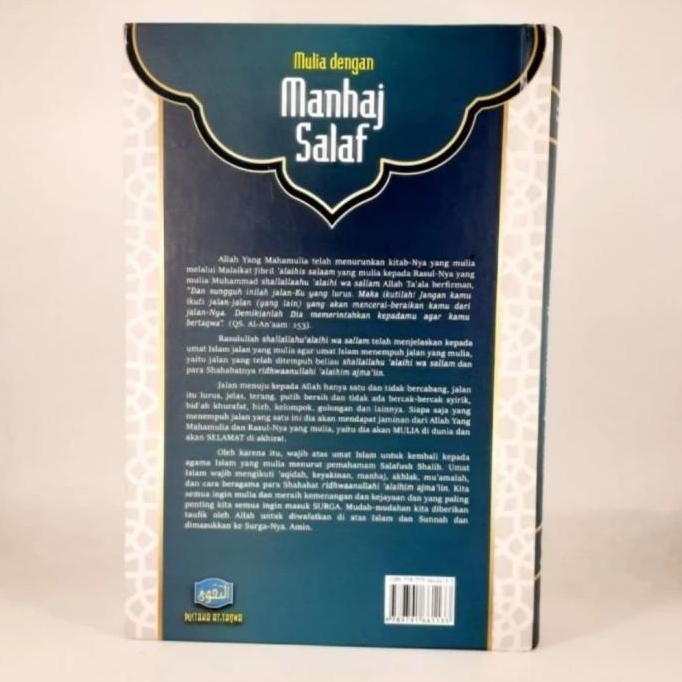 Mulia dengan
Manhaj
Salaf
Allah Yang Mahamulia telah menurunkan kitab-Nya yang mulia
melalui Malaikat Jibril 'alaihis salaam yang mulia kepada Rasul-Nya yang
mulia Muhammad shallallaahu 'alaihi wa sallam Allah Ta'ala berfirman,
"Dan sungguh inilah jalan-Ku yang lurus. Maka ikutilah! Jangan kamu
ikuti jalan-jalan (yang lain) yang akan mencerai-beraikan kamu dari
jalan-Nya. Demikianlah Dia memerintahkan kepadamu agar kamu
bertaqwa". (QS. Al-An'aam: 153).
Rasulullah shallallahu'alaihi wa sallam telah menjelaskan kepada
umat Islam jalan yang mulia agar umat Islam menempuh jalan yang mulia,
yaitu jalan yang telah ditempuh beliau shallallahu 'alaihi wa sallam dan
para Shahabatnya ridhwaanullahi 'alaihim ajma'iin.
Jalan menuju kepada Allah hanya satu dan tidak bercabang, jalan
itu lurus, jelas, terang, putih bersih dan tidak ada bercak-bercak syirik,
bid'ah khurafat, hizb, kelompok, golongan dan lainnya. Siapa saja yang
menempuh jalan yang satu ini dia akan mendapat jaminan dari Allah Yang
Mahamulia dan Rasul-Nya yang mulia, yaitu dia akan MULIA di dunia dan
akan SELAMAT di akhirat.
Oleh karena itu, wajib atas umat Islam untuk kembali kepada
agama Islam yang mulia menurut pemahaman Salafush Shalih. Umat
Islam wajib mengikuti 'aqidah, keyakinan, manhaj, akhlak, mu'amalah,
dan cara beragama para Shahabat ridhwaanullahi 'alaihim ajma'iin. Kita
semua ingin mulia dan meraih kemenangan dan kejayaan dan yang paling
penting kita semua ingin masuk SURGA. Mudah-mudahan kita diberikan
taufik oleh Allah untuk diwafatkan di atas Islam dan Sunnah dan
dimasukkan ke Surga-Nya. Amin.
التقوى
PUSTAKA AT-TAQWA
ISBN